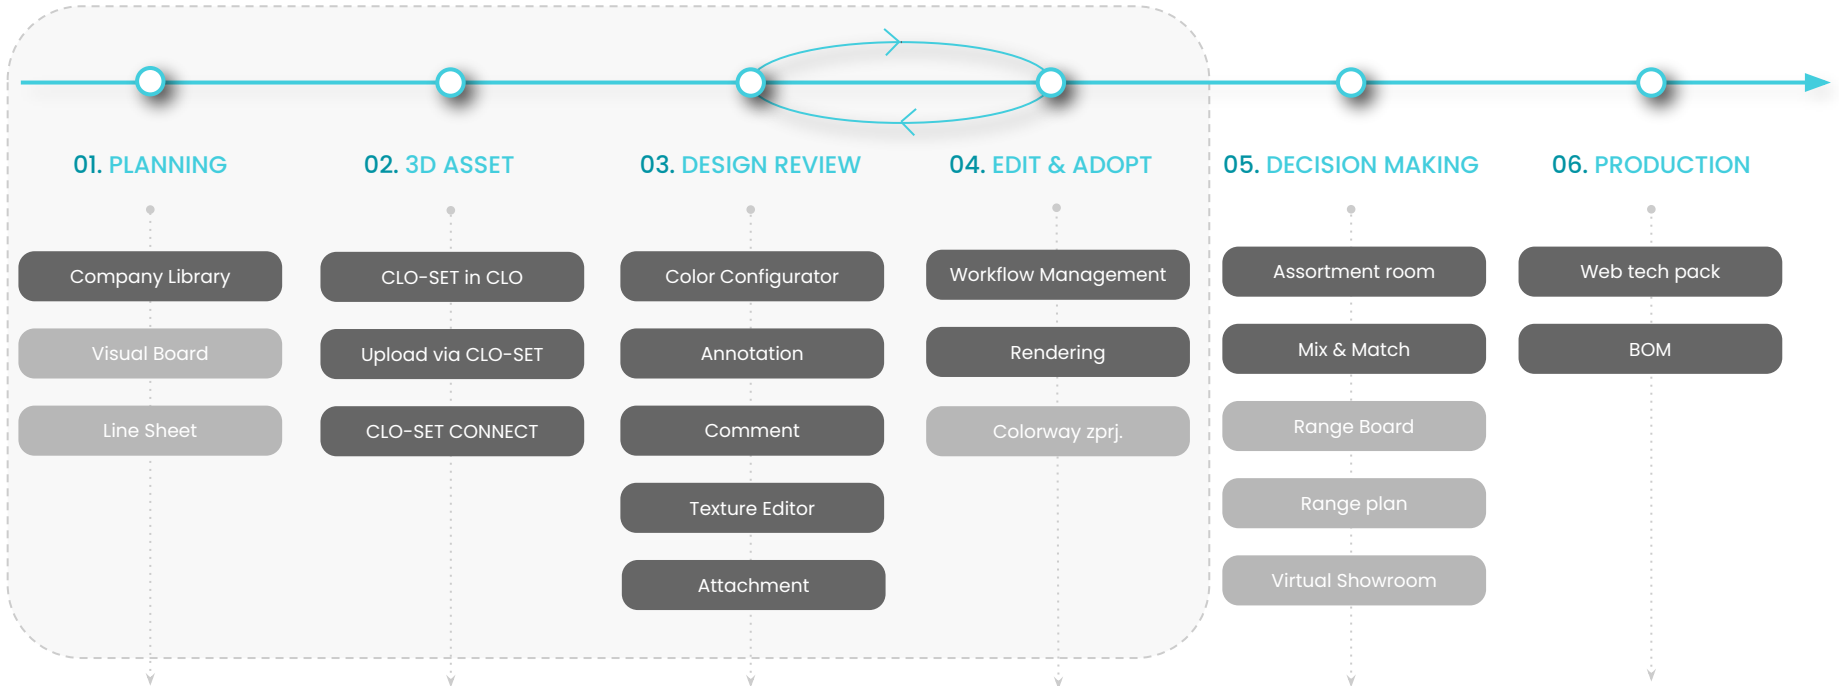 01. PLANNING
Company Library
Visual Board
Line Sheet
02. 3D ASSET
CLO-SET in CLO
Upload via CLO-SET
CLO-SET CONNECT
03. DESIGN REVIEW
Color Configurator
Annotation
Comment
Texture Editor
Attachment
04. EDIT & ADOPT
Workflow Management
Rendering
Colorway zprj.
05. DECISION MAKING
Assortment room
Mix & Match
Range Board
Range plan
Virtual Showroom
06. PRODUCTION
Web tech pack
BOM